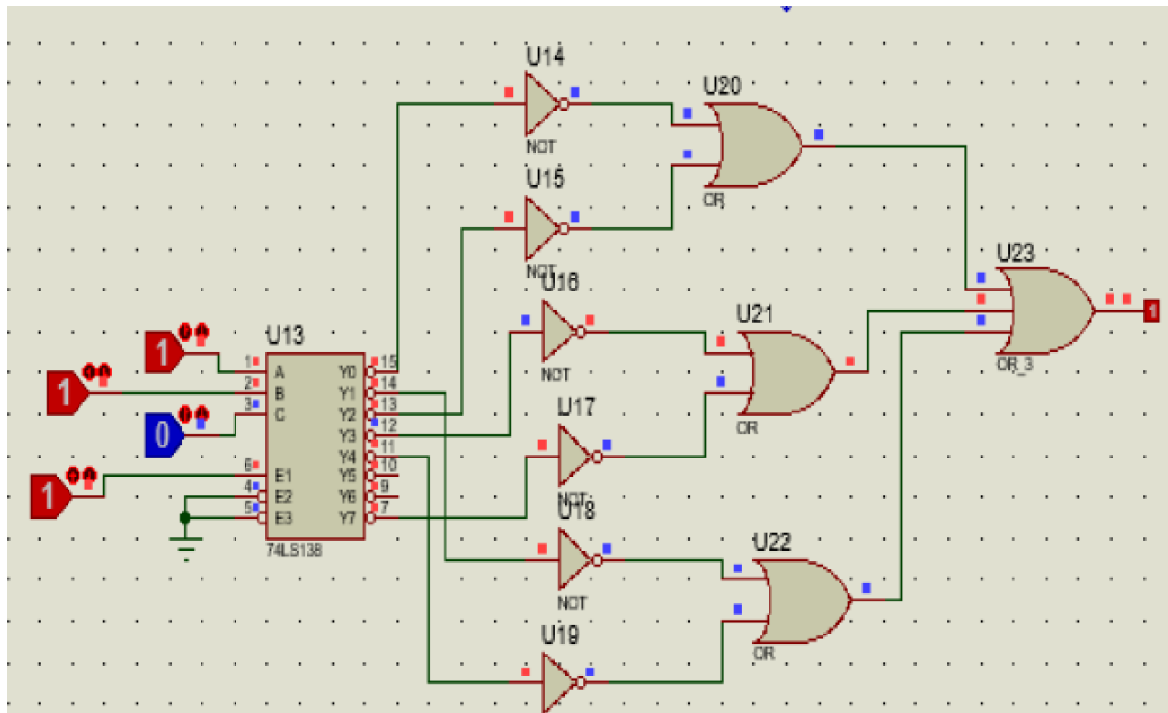 U14
NOT
U15
NOT
U16
NOT
U17
NOT
U18
NOT
U19
U20
OR
U21
OR
U22
OR
U23
OR_3
1
1
1
0
1
U13
1 A Y0 15
2 B Y1 14
3 C Y2 13
Y3 12
Y4 11
6 E1 Y5 10
4 E2 Y6 9
5 E3 Y7 7
74LS138